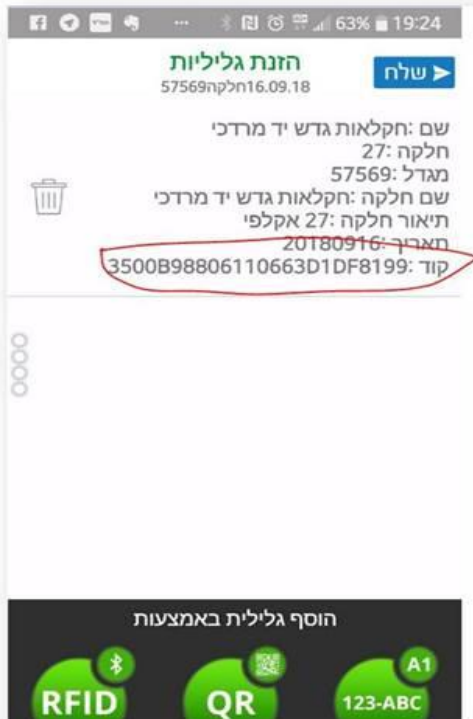 63% 19:24
הזנת גליליות
16.09.18חלקה57569
שלח
שם :חקלאות גדש יד מרדכי
חלקה :27
מגדל :57569
שם חלקה :חקלאות גדש יד מרדכי
תיאור חלקה :27 אקלפי
תאריך :20180916
קוד :3500B98806110663D1DF8199
הוסף גלילית באמצעות
RFID
QR
A1
123-ABC